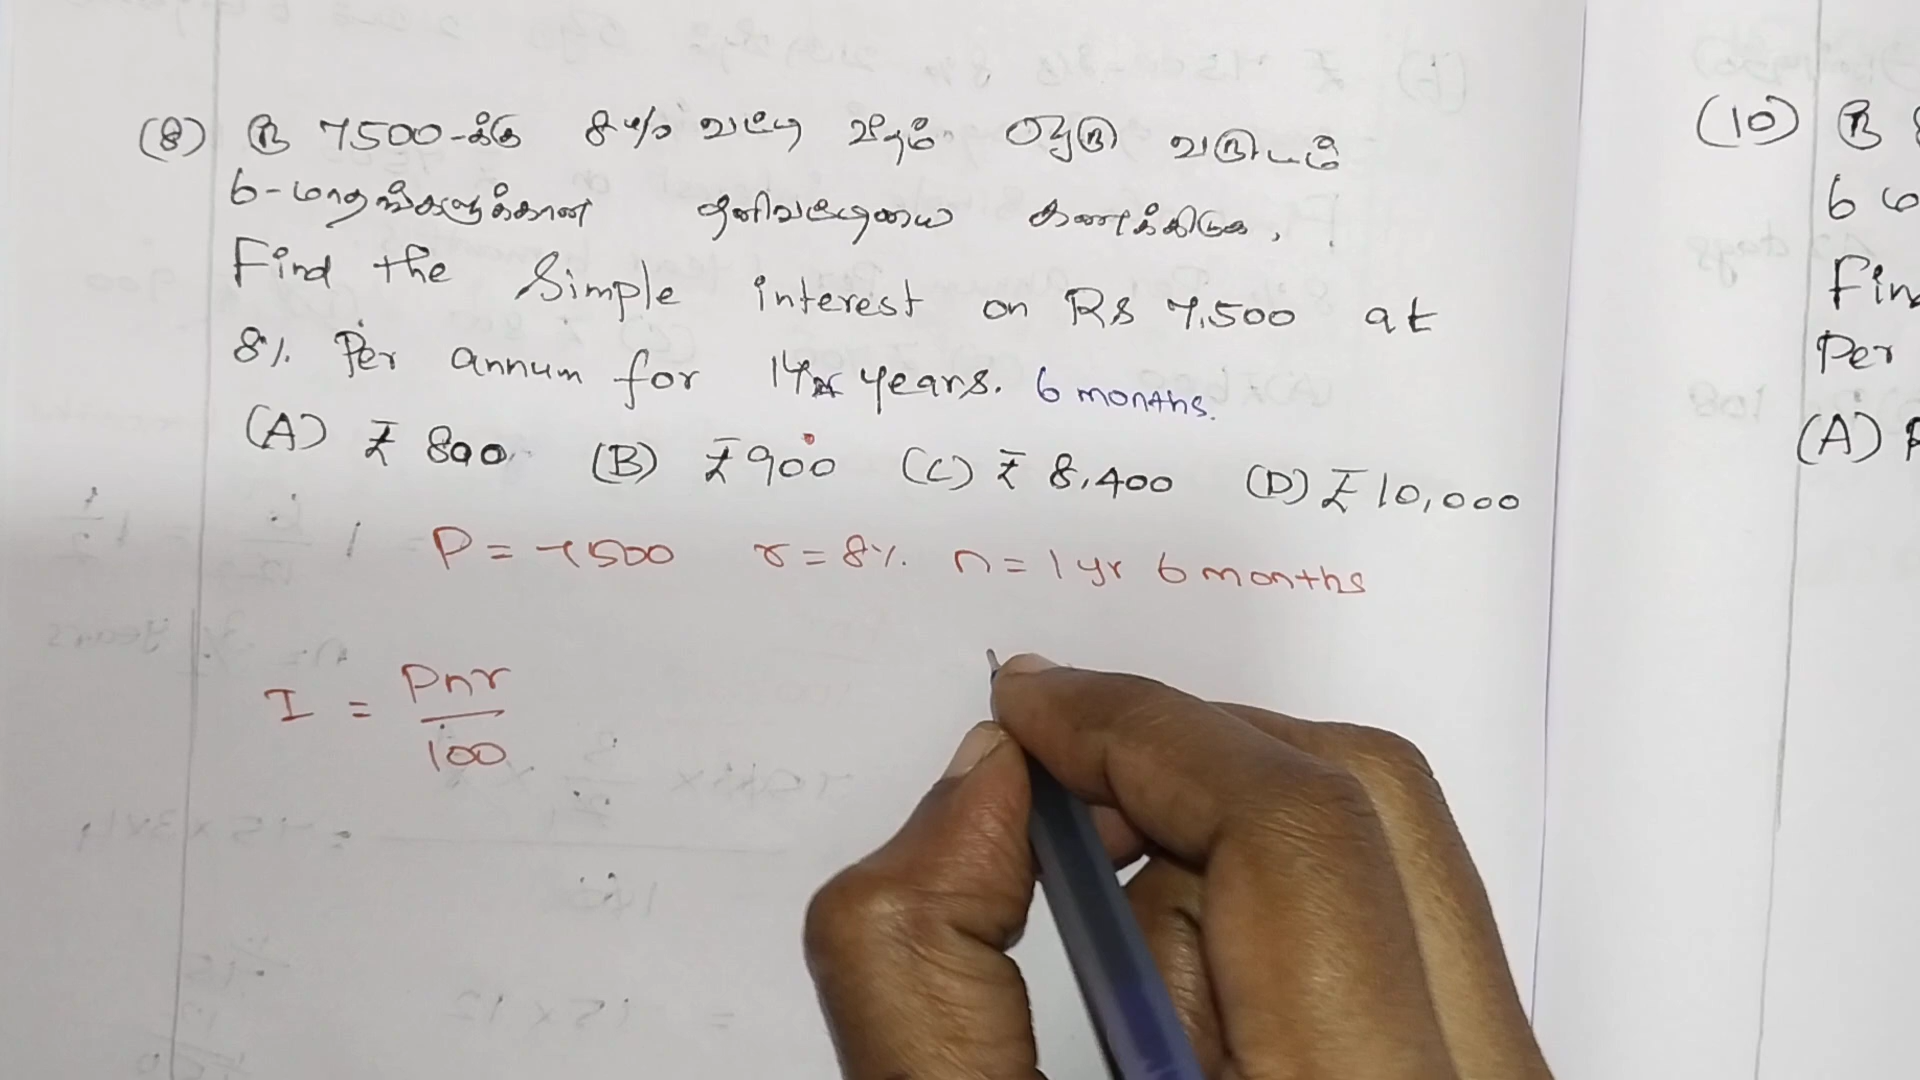 (8) ரூ 7500-க்கு 8% வட்டி வீதம் ஒரு வருடம்
6-மாதங்களுக்கான தனிவட்டியை கணக்கிடுக.
Find the Simple interest on Rs 7,500 at
8% Per annum for 1 years. 6 months.
(A) ₹ 800 (B) ₹900 (C) ₹ 8,400 (D) ₹10,000
P = 7500 r = 8% n = 1 yr 6 months
I = Pnr
100
(10) ரூ
6
Fin
Per
(A)